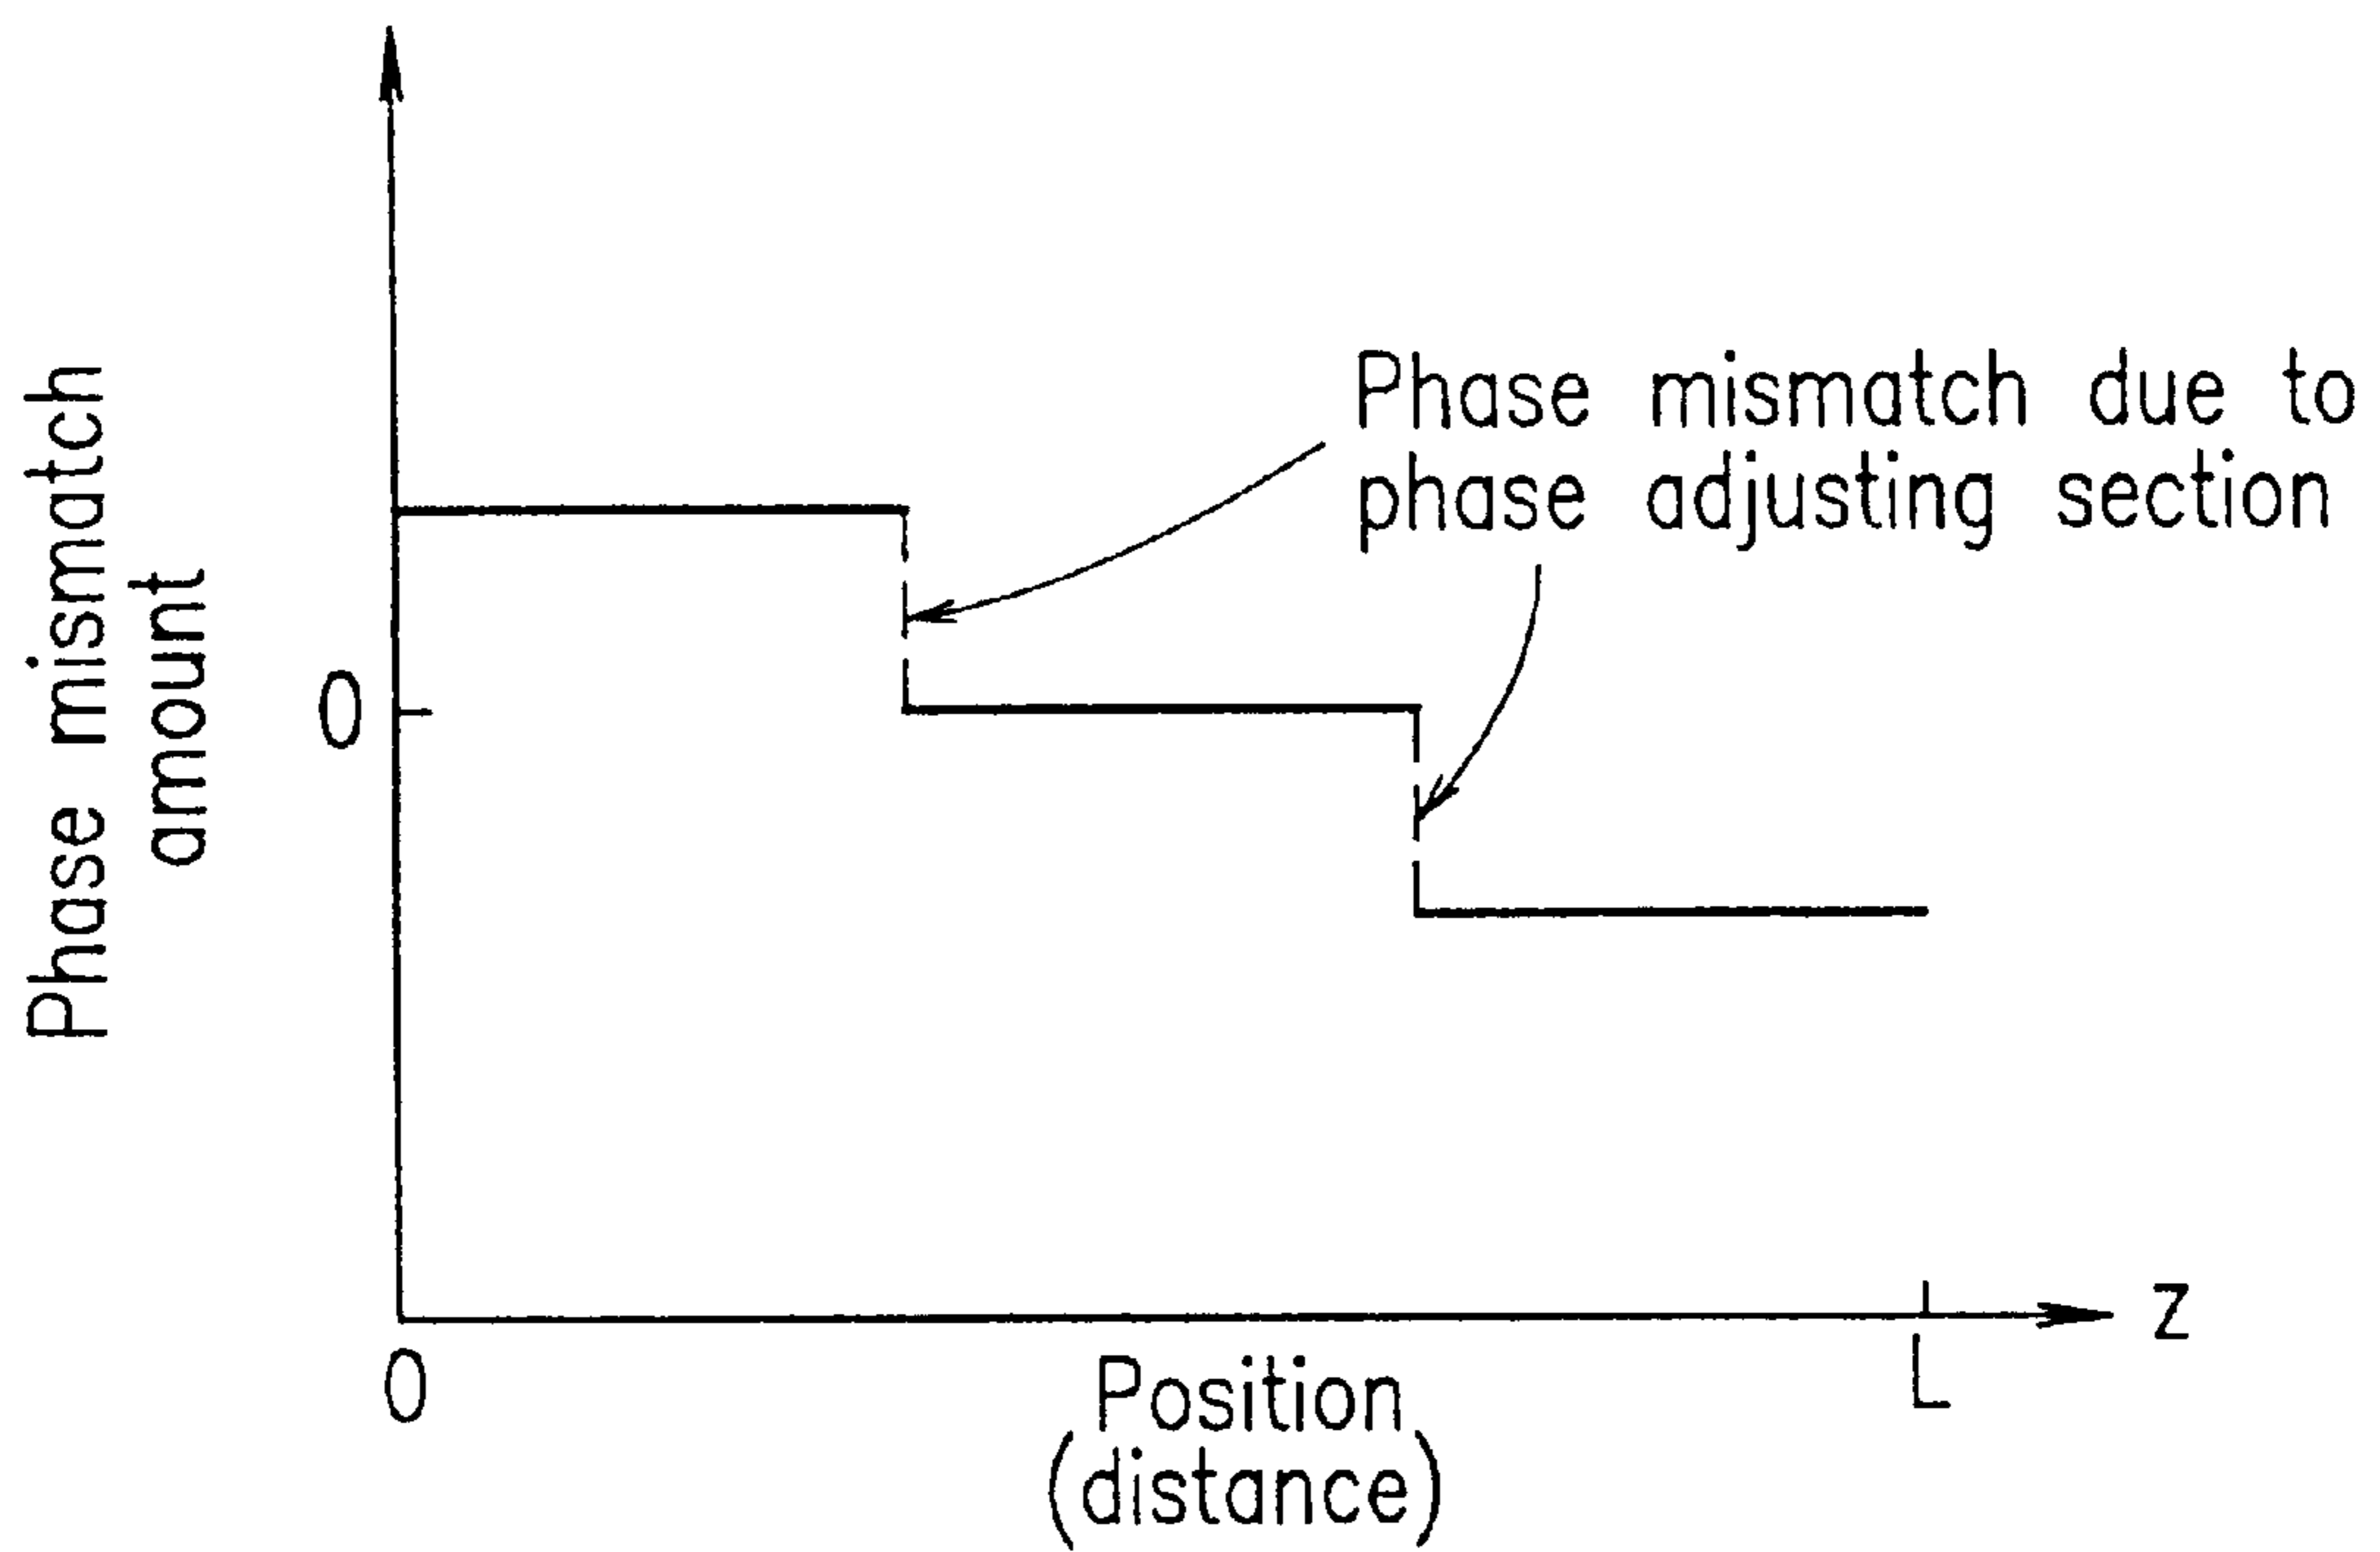 Phase mismatch
amount
Phase mismatch due to
phase adjusting section
0
0
L
z
Position
(distance)